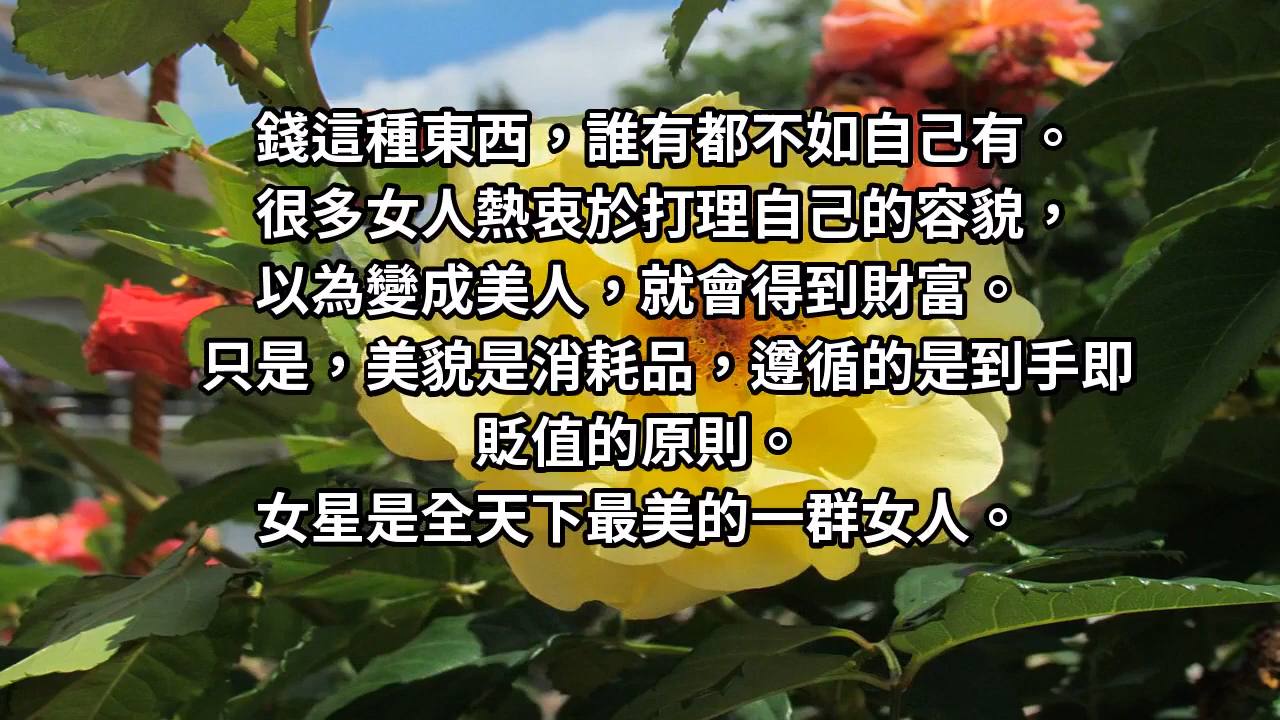 錢這種東西，誰有都不如自己有。
很多女人熱衷於打理自己的容貌，
以為變成美人，就會得到財富。
只是，美貌是消耗品，遵循的是到手即
貶值的原則。
女星是全天下最美的一群女人。